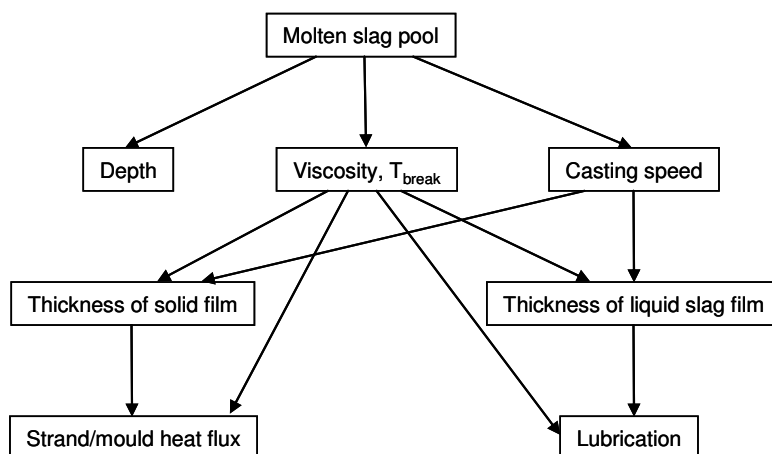 Molten slag pool
Depth
Viscosity, T_break
Casting speed
Thickness of solid film
Thickness of liquid slag film
Strand/mould heat flux
Lubrication